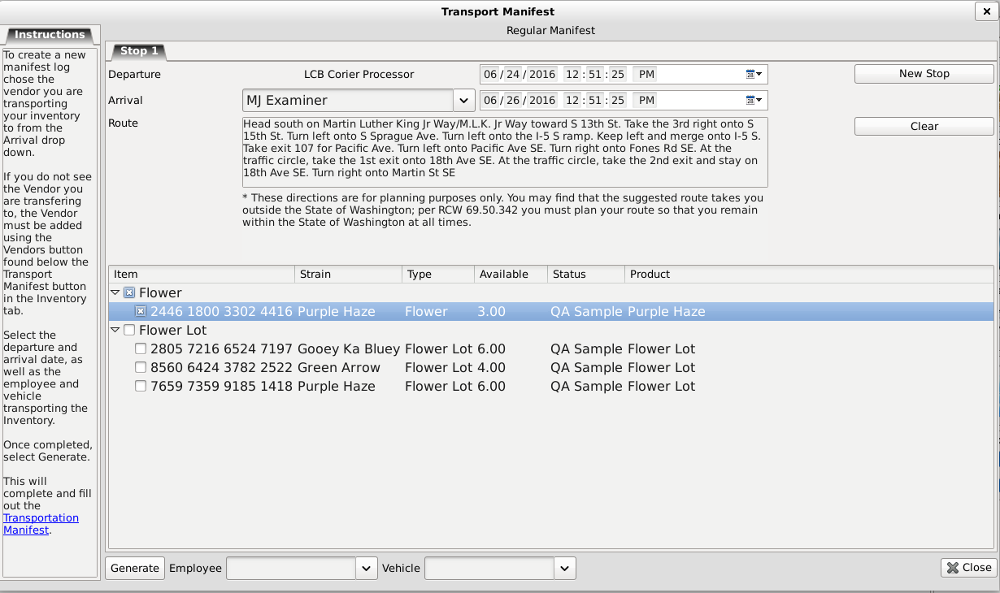 Transport Manifest
Instructions
To create a new
manifest log
chose the
vendor you are
transporting
your inventory
to from the
Arrival drop
down.
If you do not see
the Vendor you
are transfering
to, the Vendor
must be added
using the
Vendors button
found below the
Transport
Manifest button
in the Inventory
tab.
Select the
departure and
arrival date, as
well as the
employee and
vehicle
transporting the
Inventory.
Once completed,
select Generate.
This will
complete and fill
out the
Transportation
Manifest.
Regular Manifest
Stop 1
Departure LCB Corier Processor 06 / 24 / 2016 12 : 51 : 25 PM New Stop
Arrival MJ Examiner 06 / 26 / 2016 12 : 51 : 25 PM
Route Clear
Head south on Martin Luther King Jr Way/M.L.K. Jr Way toward S 13th St. Take the 3rd right onto S
15th St. Turn left onto S Sprague Ave. Turn left onto the I-5 S ramp. Keep left and merge onto I-5 S.
Take exit 107 for Pacific Ave. Turn left onto Pacific Ave SE. Turn right onto Fones Rd SE. At the
traffic circle, take the 1st exit onto 18th Ave SE. At the traffic circle, take the 2nd exit and stay on
18th Ave SE. Turn right onto Martin St SE
* These directions are for planning purposes only. You may find that the suggested route takes you
outside the State of Washington; per RCW 69.50.342 you must plan your route so that you remain
within the State of Washington at all times.
Item Strain Type Available Status Product
Flower
2446 1800 3302 4416 Purple Haze Flower 3.00 QA Sample Purple Haze
Flower Lot
2805 7216 6524 7197 Gooey Ka Bluey Flower Lot 6.00 QA Sample Flower Lot
8560 6424 3782 2522 Green Arrow Flower Lot 4.00 QA Sample Flower Lot
7659 7359 9185 1418 Purple Haze Flower Lot 6.00 QA Sample Flower Lot
Generate Employee Vehicle Close